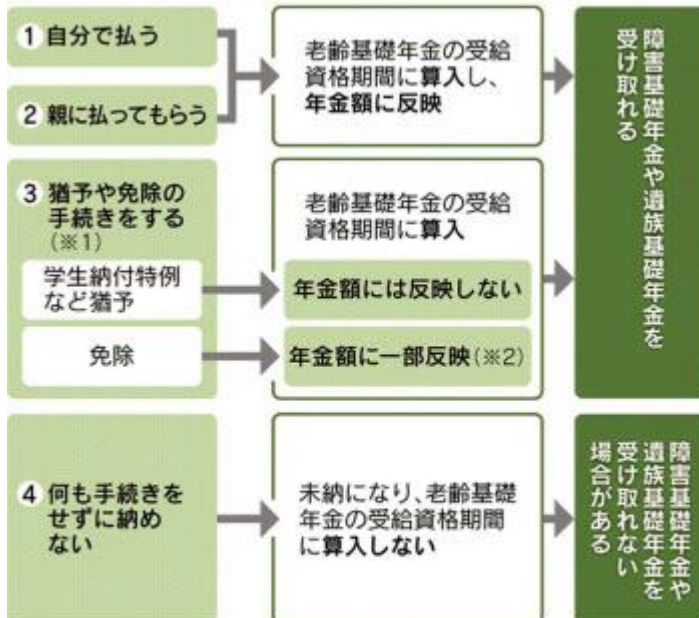 1 自分で払う
2 親に払ってもらう
老齢基礎年金の受給
資格期間に算入し、
年金額に反映
3 猶予や免除の
手続きをする
(※1)
老齢基礎年金の受給
資格期間に算入
学生納付特例
など猶予
年金額には反映しない
免除
年金額に一部反映(※2)
障害基礎年金や遺族基礎年金を
受け取れる
4 何も手続きを
せずに納め
ない
未納になり、老齢基礎
年金の受給資格期間
に算入しない
障害基礎年金や
遺族基礎年金を
受け取れない
場合がある